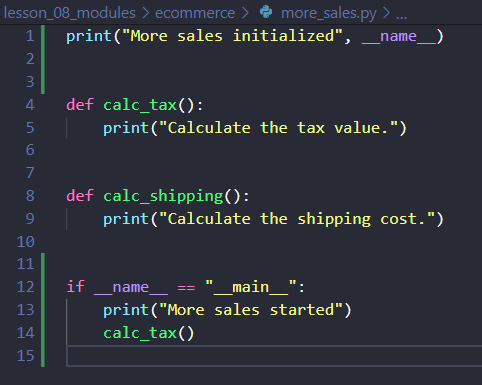 lesson_08_modules > ecommerce > more_sales.py > ...
1 print("More sales initialized", __name__)
2
3
4 def calc_tax():
5     print("Calculate the tax value.")
6
7
8 def calc_shipping():
9     print("Calculate the shipping cost.")
10
11
12 if __name__ == "__main__":
13     print("More sales started")
14     calc_tax()
15